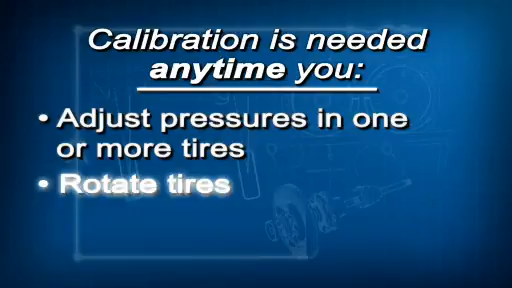 Calibration is needed
anytime you:
• Adjust pressures in one
or more tires
• Rotate tires